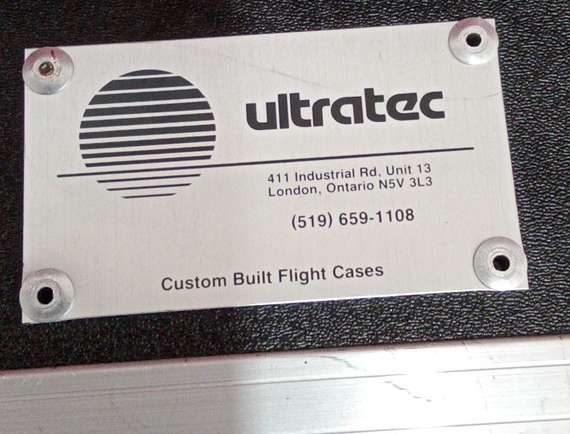 ultratec
411 Industrial Rd, Unit 13
London, Ontario N5V 3L3
(519) 659-1108
Custom Built Flight Cases